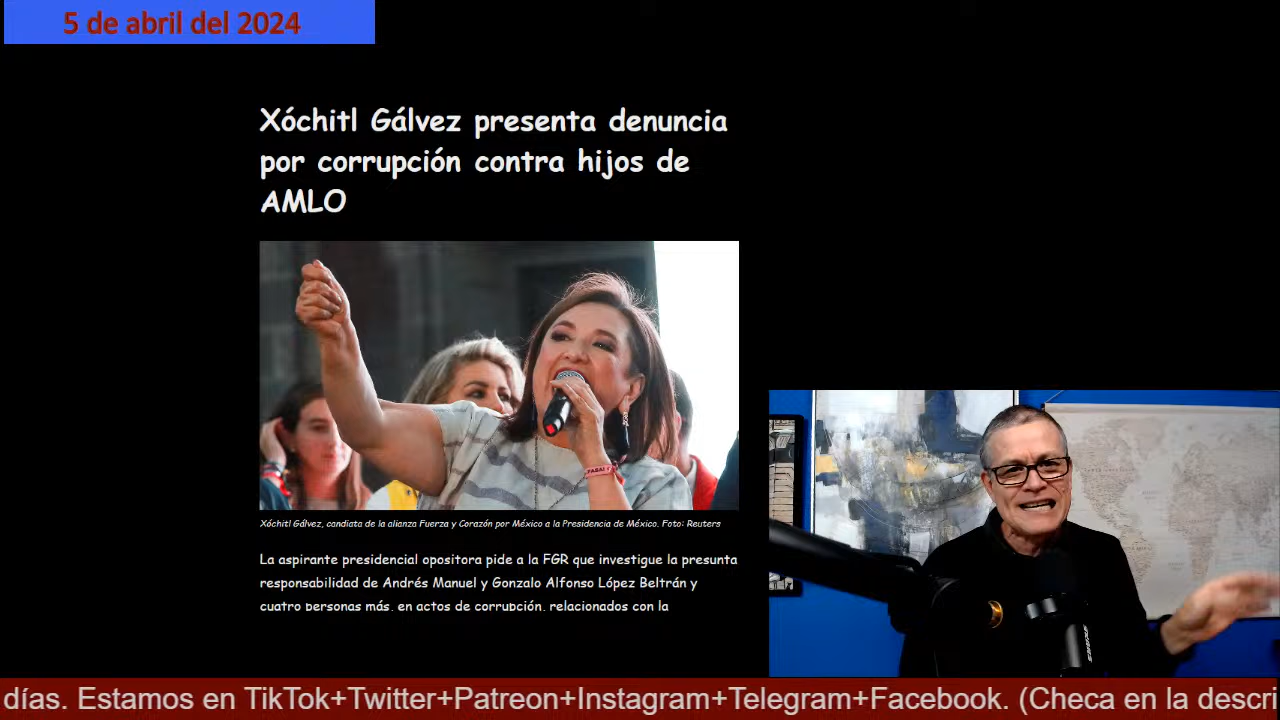 5 de abril del 2024
Xóchitl Gálvez presenta denuncia
por corrupción contra hijos de
AMLO
Xóchitl Gálvez, candiata de la alianza Fuerza y Corazón por México a la Presidencia de México. Foto: Reuters
La aspirante presidencial opositora pide a la FGR que investigue la presunta
responsabilidad de Andrés Manuel y Gonzalo Alfonso López Beltrán y
cuatro personas más, en actos de corrupción, relacionados con la
días. Estamos en TikTok+Twitter+Patreon+Instagram+Telegram+Facebook. (Checa en la descri